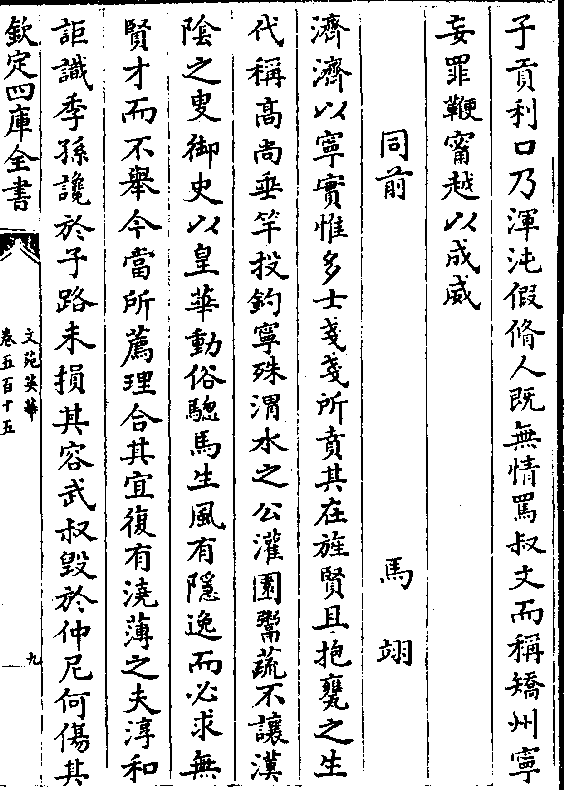 子貢利口乃渾沌假脩人既無情罵叔文而稱矯州寧
妄罪鞭甯越以成威
同前　馬翊
濟濟以寧實惟多士戔戔所賁其在旌賢且抱甕之生
代稱高尚垂竿投釣寧殊渭水之公灌園鬻蔬不讓漢
陰之叟御史以皇華動俗驄馬生風有隱逸而必求無
賢才而不舉今當所薦理合其宜復有澆薄之夫淳和
詎識季孫讒於子路未損其容武叔毀於仲尼何傷其
欽定四庫全書
文苑英華
卷五百十五
九